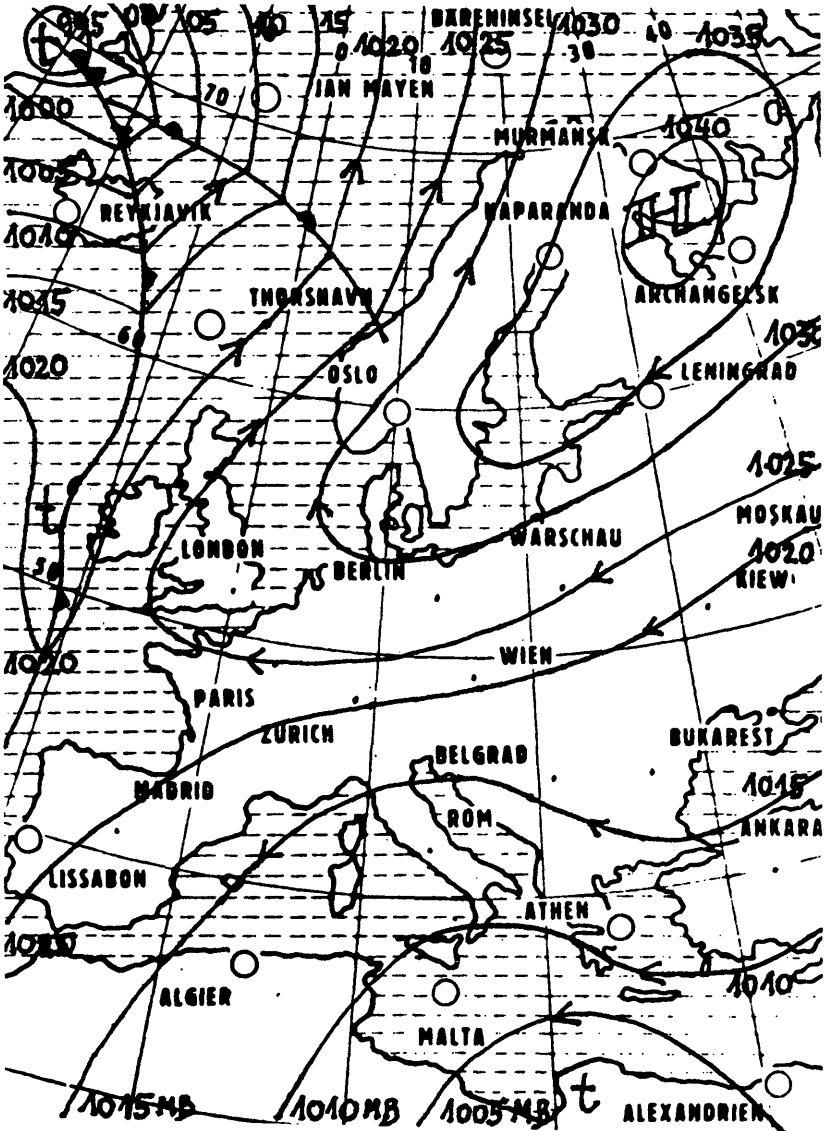 995 00 05 10 15 BÄRENINSEL 1030 40 1035
t 0 1020 10 1025 30
1000 70 JAN MAYEN
MURMANSK 1040
1005
REYKJAVIK HAPARANDA H
1010
1015 THORSHAVN ARCHANGELSK
60 1030
1020 OSLO LENINGRAD
1025
t MOSKAU
LONDON WARSCHAU 1020
50 BERLIN KIEW
1020 WIEN
PARIS
ZÜRICH BELGRAD BUKAREST
MADRID 1015
ROM ANKARA
LISSABON
ATHEN
1020
ALGIER 1010
MALTA
1015 MB 1010 MB 1005 MB t ALEXANDRIEN